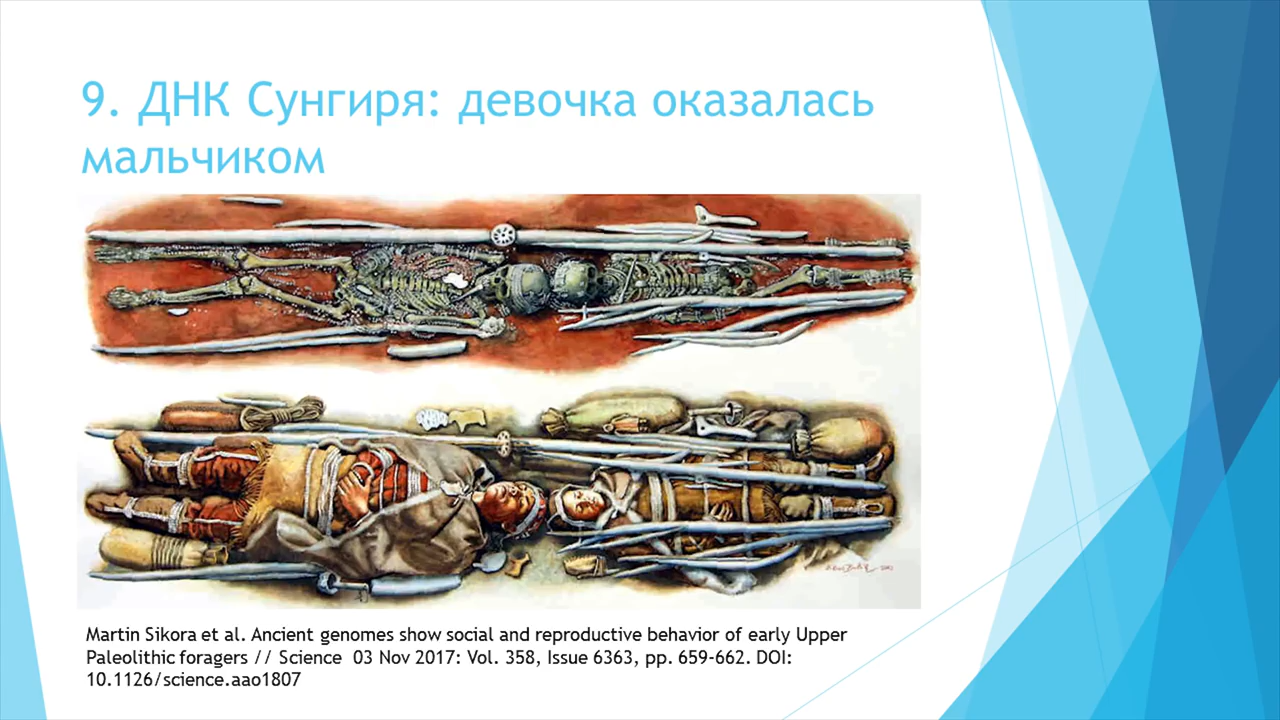 9. ДНК Сунгиря: девочка оказалась
мальчиком
Martin Sikora et al. Ancient genomes show social and reproductive behavior of early Upper
Paleolithic foragers // Science 03 Nov 2017: Vol. 358, Issue 6363, pp. 659-662. DOI:
10.1126/science.aao1807